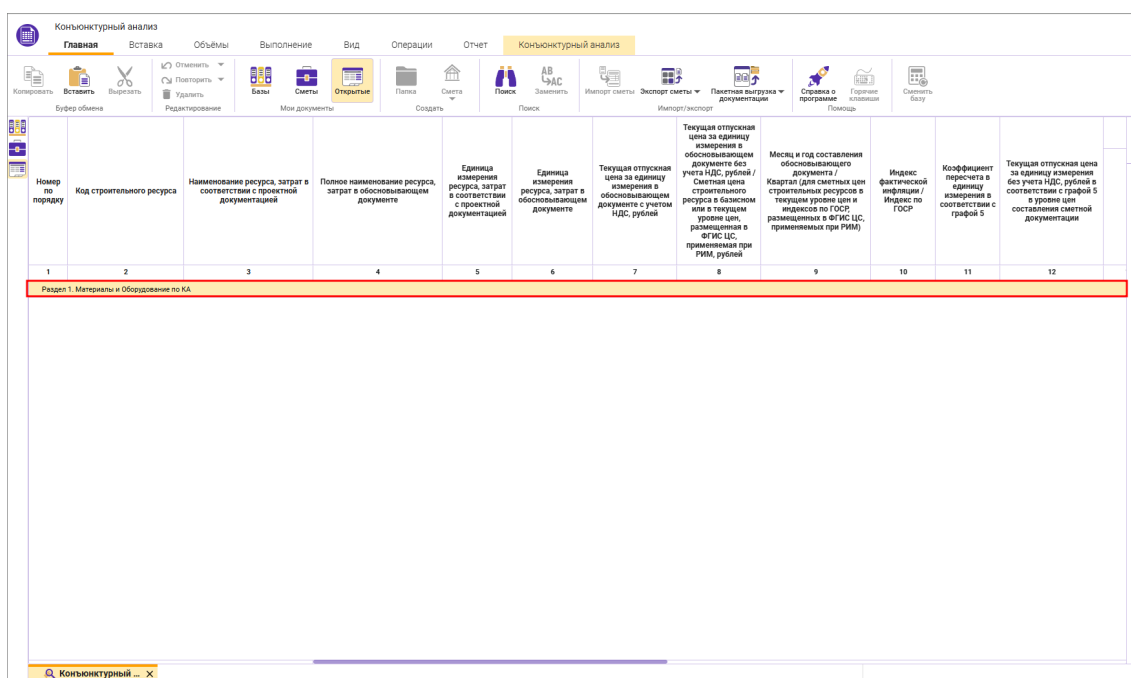 Конъюнктурный анализ
Главная Вставка Объёмы Выполнение Вид Операции Отчет Конъюнктурный анализ
Копировать Вставить Вырезать
Буфер обмена
Отменить
Повторить
Удалить
Редактирование
Базы Сметы Открытые
Мои документы
Папка Смета
Создать
Поиск Заменить
AB
AC
Поиск
Импорт сметы Экспорт сметы Пакетная выгрузка
документации
Импорт/экспорт
Справка о
программе
Горячие
клавиши
Помощь
Сменить
базу
Номер
по
порядку
Код строительного ресурса
Наименование ресурса, затрат в
соответствии с проектной
документацией
Полное наименование ресурса,
затрат в обосновывающем
документе
Единица
измерения
ресурса, затрат
в соответствии
с проектной
документацией
Единица
измерения
ресурса, затрат в
обосновывающем
документе
Текущая отпускная
цена за единицу
измерения в
обосновывающем
документе с учетом
НДС, рублей
Текущая отпускная
цена за единицу
измерения в
обосновывающем
документе без
учета НДС, рублей /
Сметная цена
строительного
ресурса в базисном
или в текущем
уровне цен,
размещенная в
ФГИС ЦС,
применяемая при
РИМ, рублей
Месяц и год составления
обосновывающего
документа /
Квартал (для сметных цен
строительных ресурсов в
текущем уровне цен и
индексов по ГОСР,
размещенных в ФГИС ЦС,
применяемых при РИМ)
Индекс
фактической
инфляции /
Индекс по
ГОСР
Коэффициент
пересчета в
единицу
измерения в
соответствии с
графой 5
Текущая отпускная цена
за единицу измерения
без учета НДС, рублей в
соответствии с графой 5
в уровне цен
составления сметной
документации
1 2 3 4 5 6 7 8 9 10 11 12
Раздел 1. Материалы и Оборудование по КА
Конъюнктурный ...